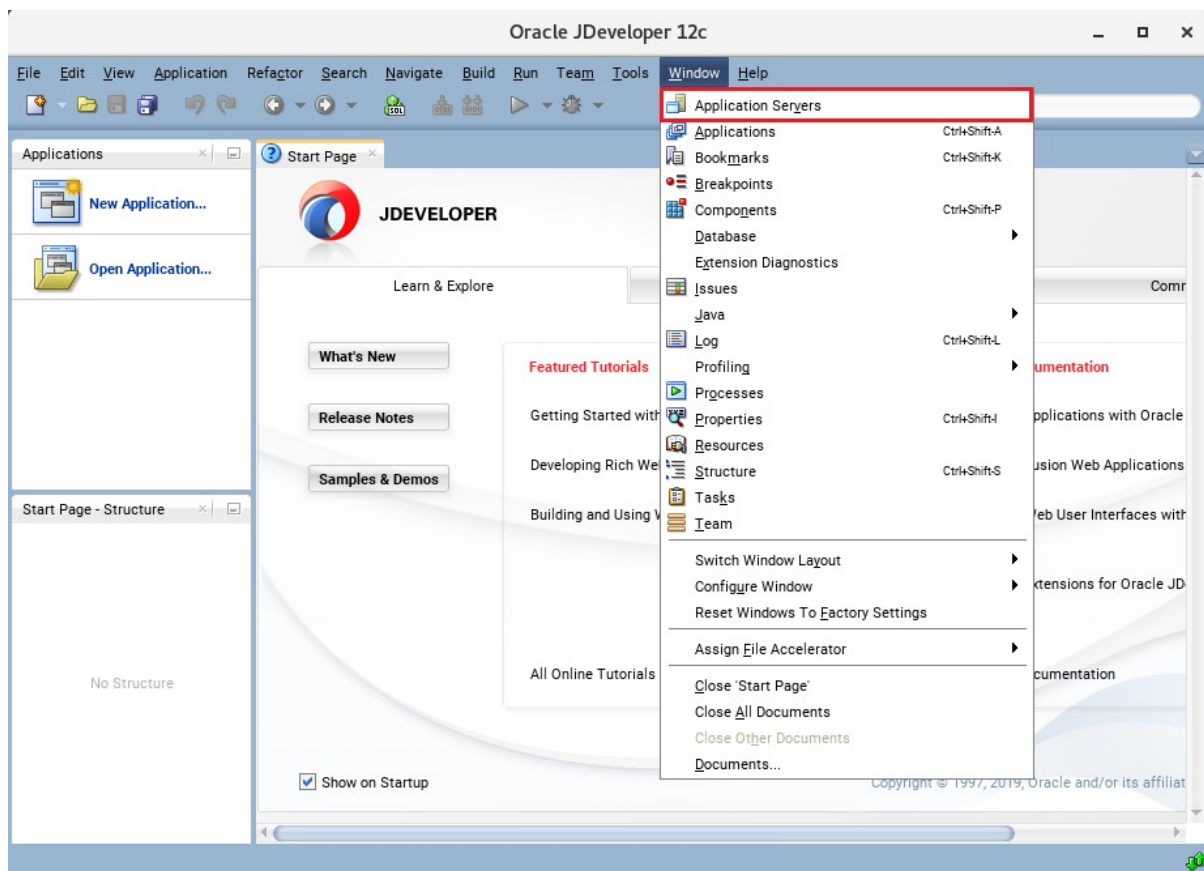 Oracle JDeveloper 12c
File Edit View Application Refactor Search Navigate Build Run Team Tools Window Help
Applications
New Application...
Open Application...
Start Page - Structure
No Structure
Start Page
JDEVELOPER
Learn & Explore
What's New
Release Notes
Samples & Demos
Featured Tutorials
Getting Started with
Developing Rich We
Building and Using
All Online Tutorials
Show on Startup
Application Servers
Applications Ctrl+Shift-A
Bookmarks Ctrl+Shift-K
Breakpoints
Components Ctrl+Shift-P
Database
Extension Diagnostics
Issues
Java
Log Ctrl+Shift-L
Profiling
Processes
Properties Ctrl+Shift-I
Resources
Structure Ctrl+Shift-S
Tasks
Team
Switch Window Layout
Configure Window
Reset Windows To Factory Settings
Assign File Accelerator
Close 'Start Page'
Close All Documents
Close Other Documents
Documents...
Comm
umentation
pplications with Oracle
usion Web Applications
eb User Interfaces with
xtensions for Oracle JD
cumentation
Copyright © 1997, 2019, Oracle and/or its affiliat